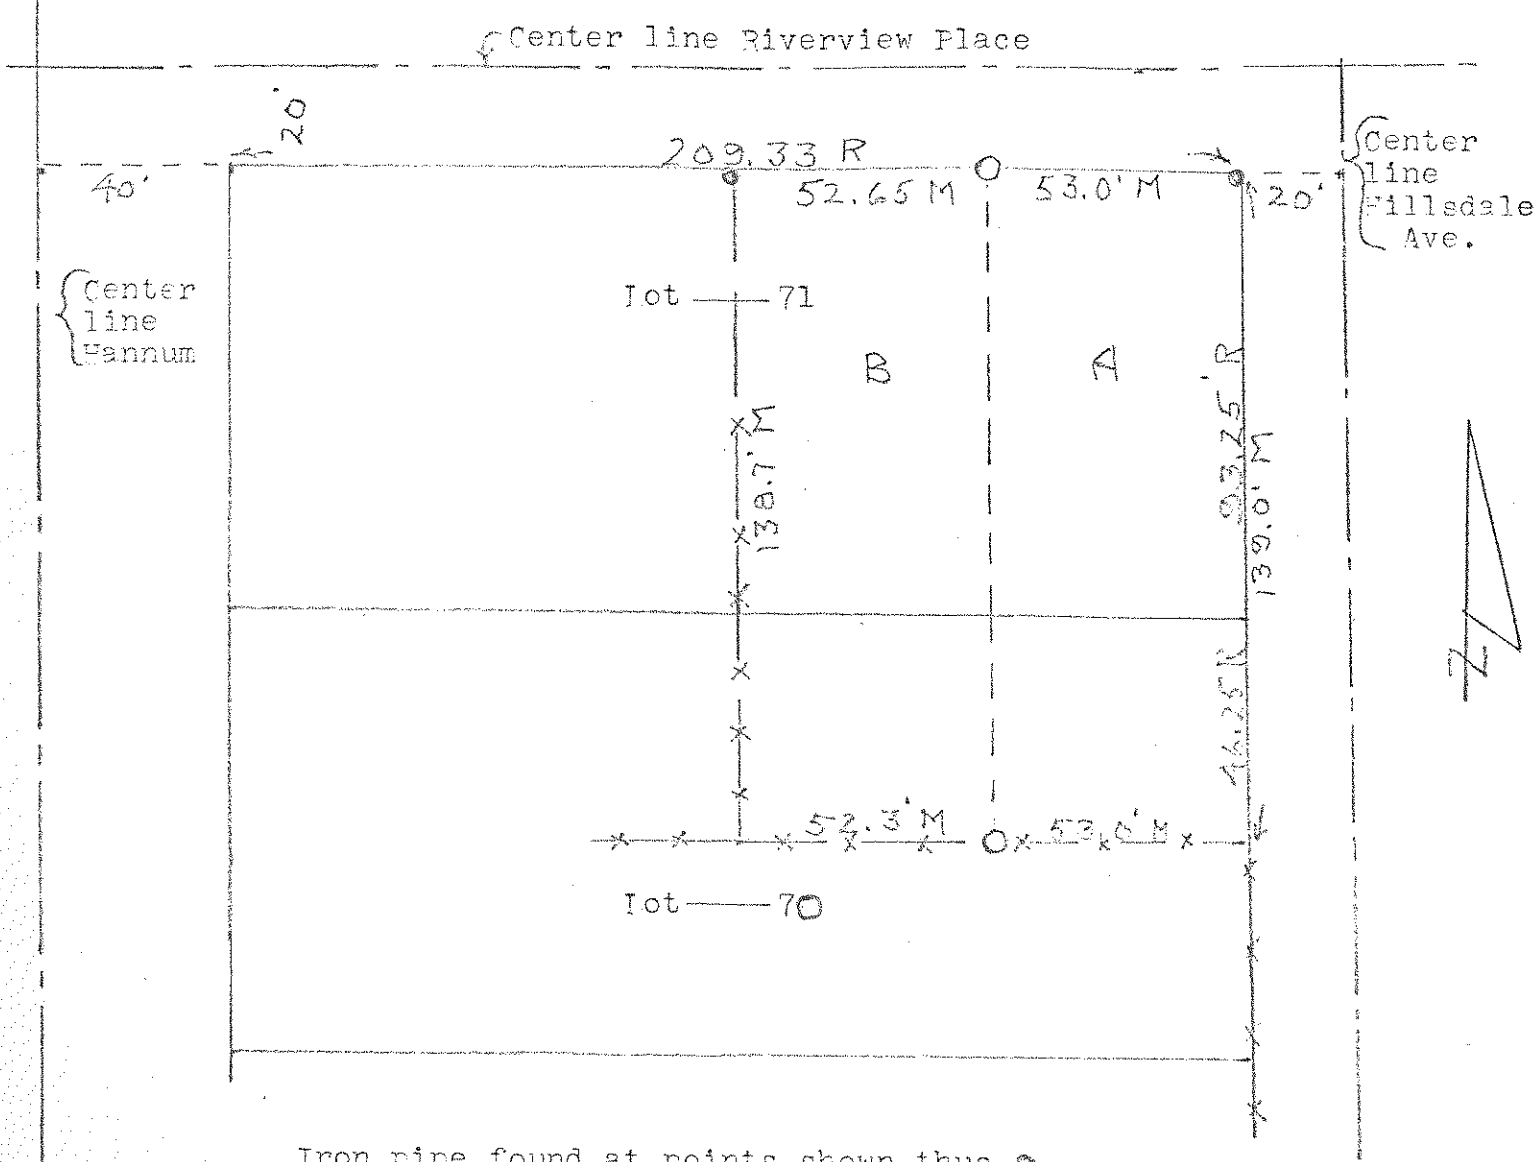 Center line Riverview Place
20'
209.33 R
40'
52.65 M
53.0' M
20'
Center
line
Hillsdale
Ave.
Center
line
Hannum
Lot 71
B
A
138.7' M
93.25' R
139.0' M
46.25 R
N
52.3' M
53.0' M
Lot 70
Iron pipe found at points shown thus